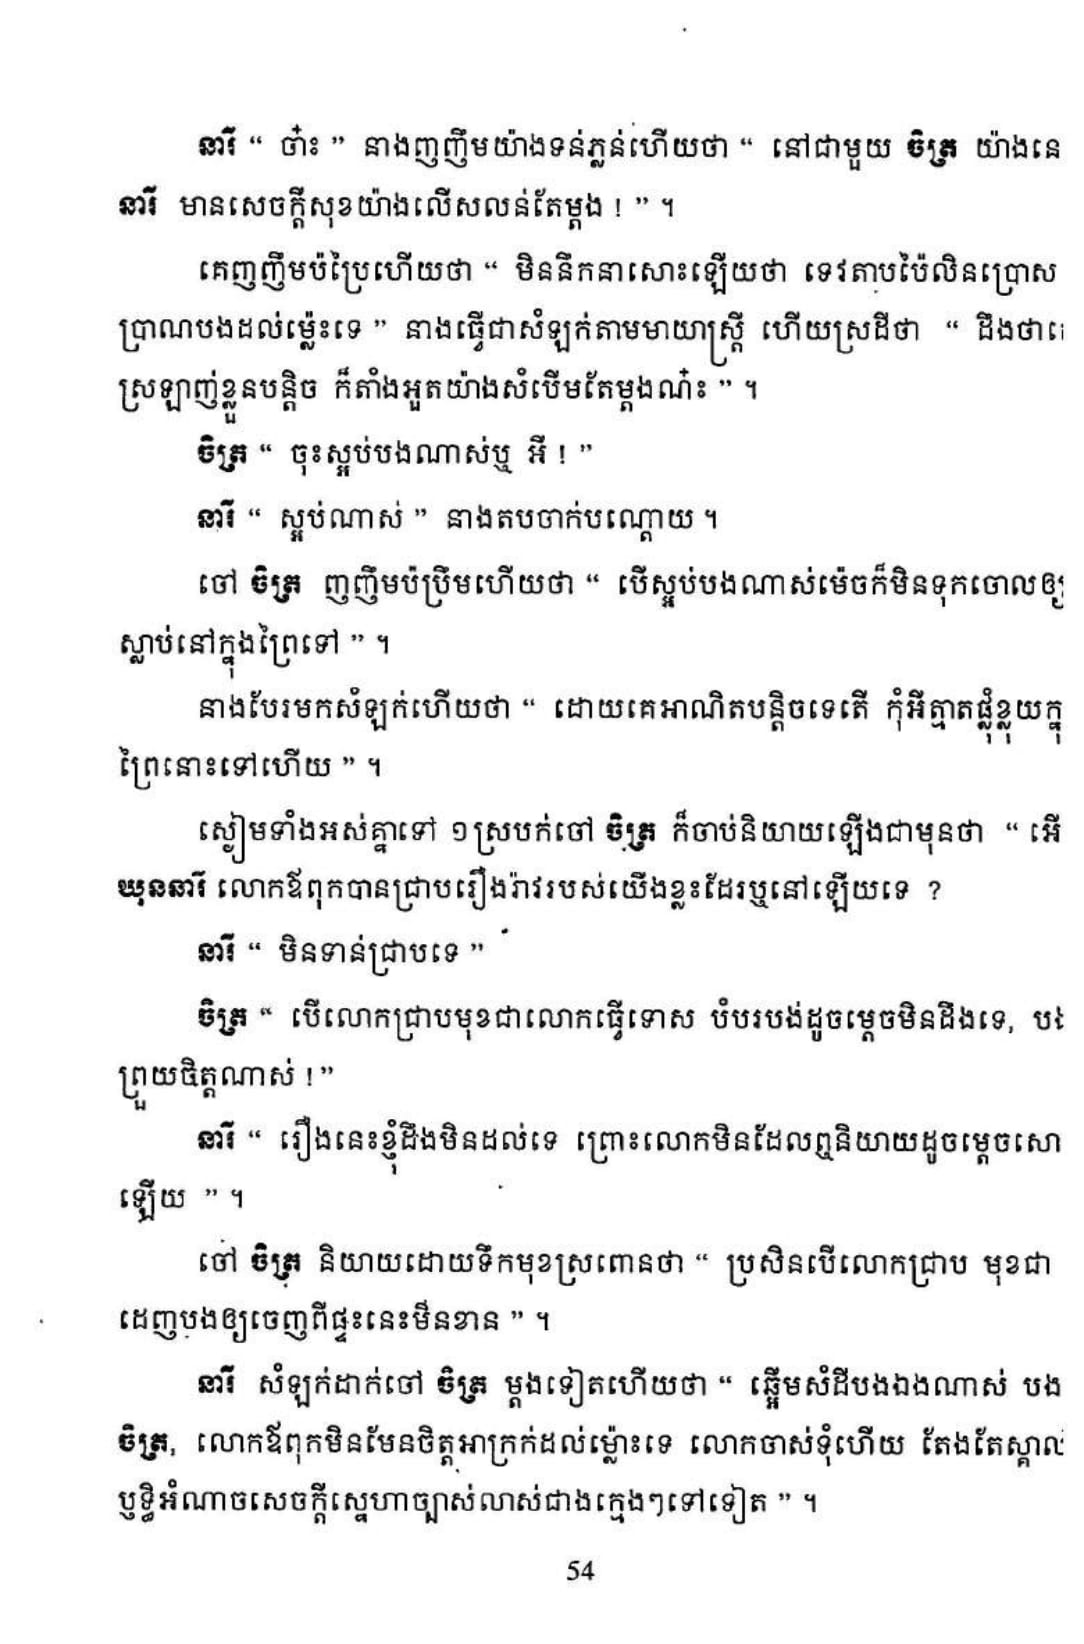 នារី “ ច៎ាះ ” នាងញញឹមយ៉ាងទន់ភ្លន់ហើយថា “ នៅជាមួយ ចិត្រ យ៉ាងនេ
នារី មានសេចក្ដីសុខយ៉ាងលើសលន់តែម្ដង ! ” ។
គេញញឹមប៉ប្រៃហើយថា “ មិននឹកនាសោះឡើយថា ទេវតាបប៉ៃលិនប្រោស
ប្រាណបងដល់ម្ល៉េះទេ ” នាងធ្វើជាសំឡក់តាមមាយាស្ត្រី ហើយស្រដីថា “ ដឹងថាគេ
ស្រឡាញ់ខ្លួនបន្តិច ក៏តាំងអួតយ៉ាងសំបើមតែម្ដងណ៎ះ ” ។
ចិត្រ “ ចុះស្អប់បងណាស់ឬ អី ! ”
នារី “ ស្អប់ណាស់ ” នាងតបចាក់បណ្ដោយ ។
ចៅ ចិត្រ ញញឹមប៉ប្រឹមហើយថា “ បើស្អប់បងណាស់ម៉េចក៏មិនទុកចោលឲ្យ
ស្លាប់នៅក្នុងព្រៃទៅ ” ។
នាងបែរមកសំឡក់ហើយថា “ ដោយគេអាណិតបន្តិចទេតើ កុំអីត្មាតផ្លុំខ្លុយក្នុ
ព្រៃនោះទៅហើយ ” ។
ស្ងៀមទាំងអស់គ្នាទៅ ១ស្របក់ចៅ ចិត្រ ក៏ចាប់និយាយឡើងជាមុនថា “ អើ
ឃុននារី លោកឪពុកបានជ្រាបរឿងរ៉ាវរបស់យើងខ្លះដែរឬនៅឡើយទេ ?
នារី “ មិនទាន់ជ្រាបទេ ”
ចិត្រ “ បើលោកជ្រាបមុខជាលោកធ្វើទោស បំបរបង់ដូចម្ដេចមិនដឹងទេ, បង
ព្រួយចិត្តណាស់ ! ”
នារី “ រឿងនេះខ្ញុំដឹងមិនដល់ទេ ព្រោះលោកមិនដែលឮនិយាយដូចម្ដេចសោ
ឡើយ ” ។
ចៅ ចិត្រ និយាយដោយទឹកមុខស្រពោនថា “ ប្រសិនបើលោកជ្រាប មុខជា
ដេញបងឲ្យចេញពីផ្ទះនេះមិនខាន ” ។
នារី សំឡក់ដាក់ចៅ ចិត្រ ម្ដងទៀតហើយថា “ ឆ្អើមសំដីបងឯងណាស់ បង
ចិត្រ, លោកឪពុកមិនមែនចិត្តអាក្រក់ដល់ម្ល៉ោះទេ លោកចាស់ទុំហើយ តែងតែស្គាល់
ឫទ្ធិអំណាចសេចក្ដីស្នេហាច្បាស់លាស់ជាងក្មេងៗទៅទៀត ” ។
54